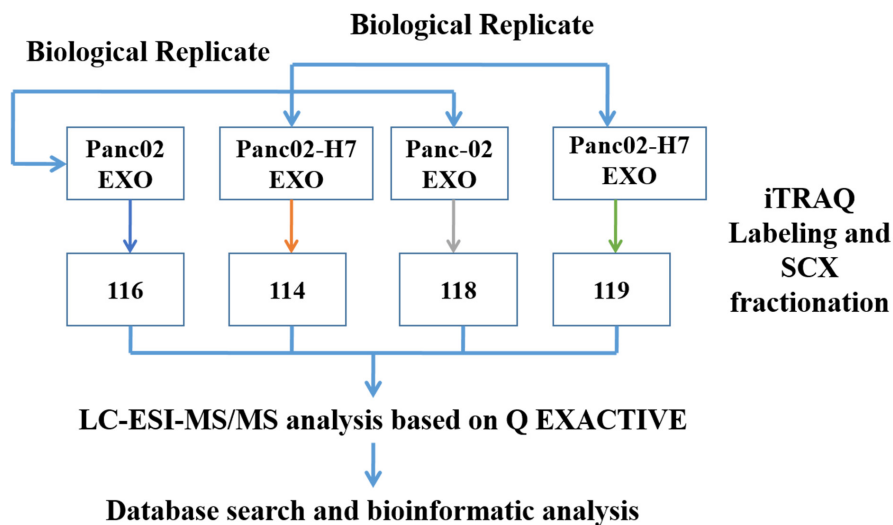 Biological Replicate
Biological Replicate
Panc02
EXO
Panc02-H7
EXO
Panc-02
EXO
Panc02-H7
EXO
iTRAQ
Labeling and
SCX
fractionation
116
114
118
119
LC-ESI-MS/MS analysis based on Q EXACTIVE
Database search and bioinformatic analysis